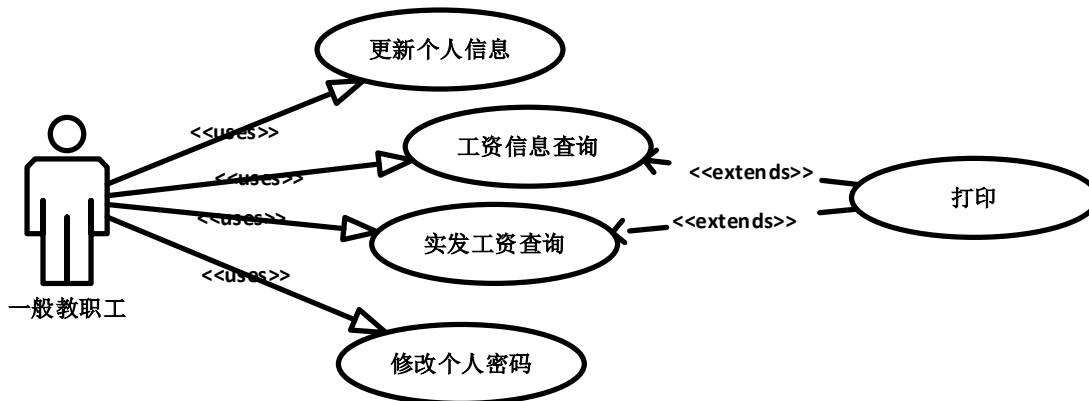 更新个人信息
<<uses>>
工资信息查询
<<uses>>
<<extends>>
打印
<<uses>>
实发工资查询
<<extends>>
<<uses>>
一般教职工
修改个人密码